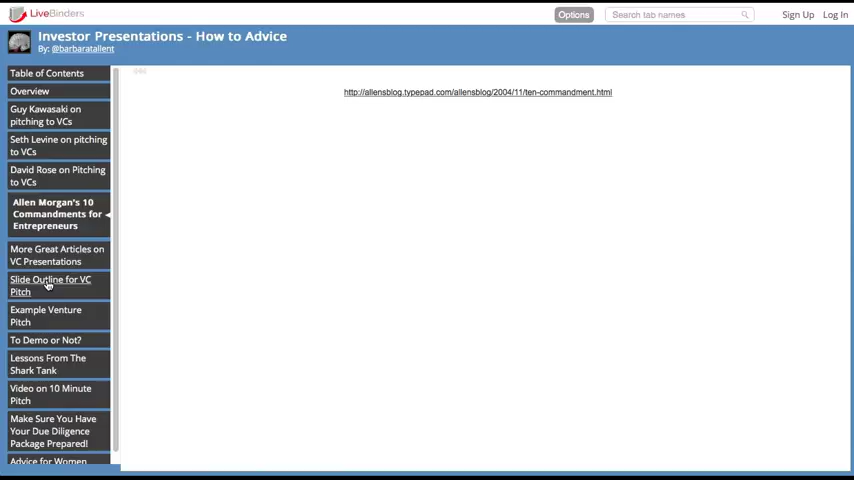 LiveBinders
Options
Search tab names
Sign Up
Log In
Investor Presentations - How to Advice
By: @barbaratallent
Table of Contents
Overview
Guy Kawasaki on
pitching to VCs
Seth Levine on pitching
to VCs
David Rose on Pitching
to VCs
Allen Morgan's 10
Commandments for
Entrepreneurs
More Great Articles on
VC Presentations
Slide Outline for VC
Pitch
Example Venture
Pitch
To Demo or Not?
Lessons From The
Shark Tank
Video on 10 Minute
Pitch
Make Sure You Have
Your Due Diligence
Package Prepared!
Advice for Women
http://allensblog.typepad.com/allensblog/2004/11/ten-commandment.html